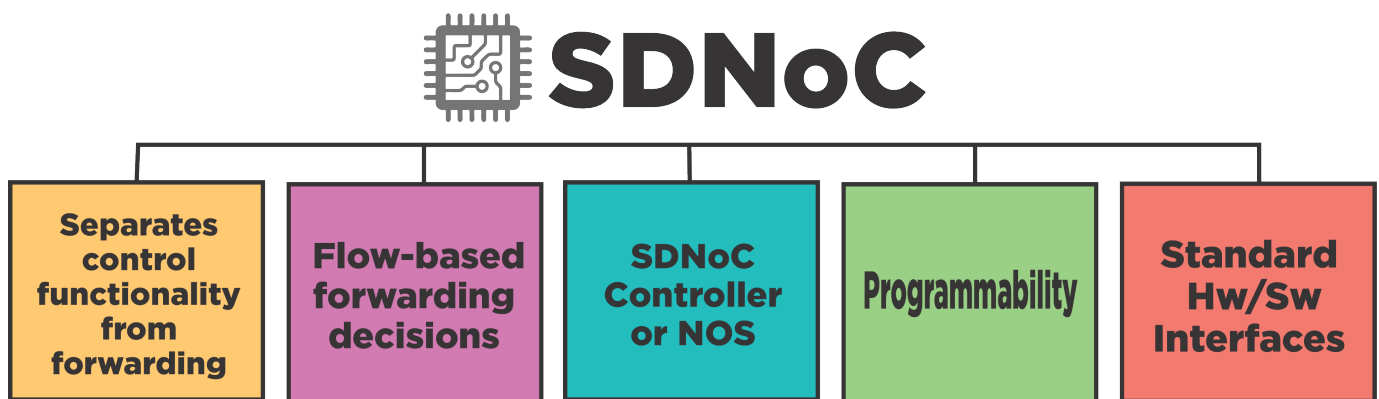 SDNoC
Separates
control
functionality
from
forwarding
Flow-based
forwarding
decisions
SDNoC
Controller
or NOS
Programmability
Standard
Hw/Sw
Interfaces